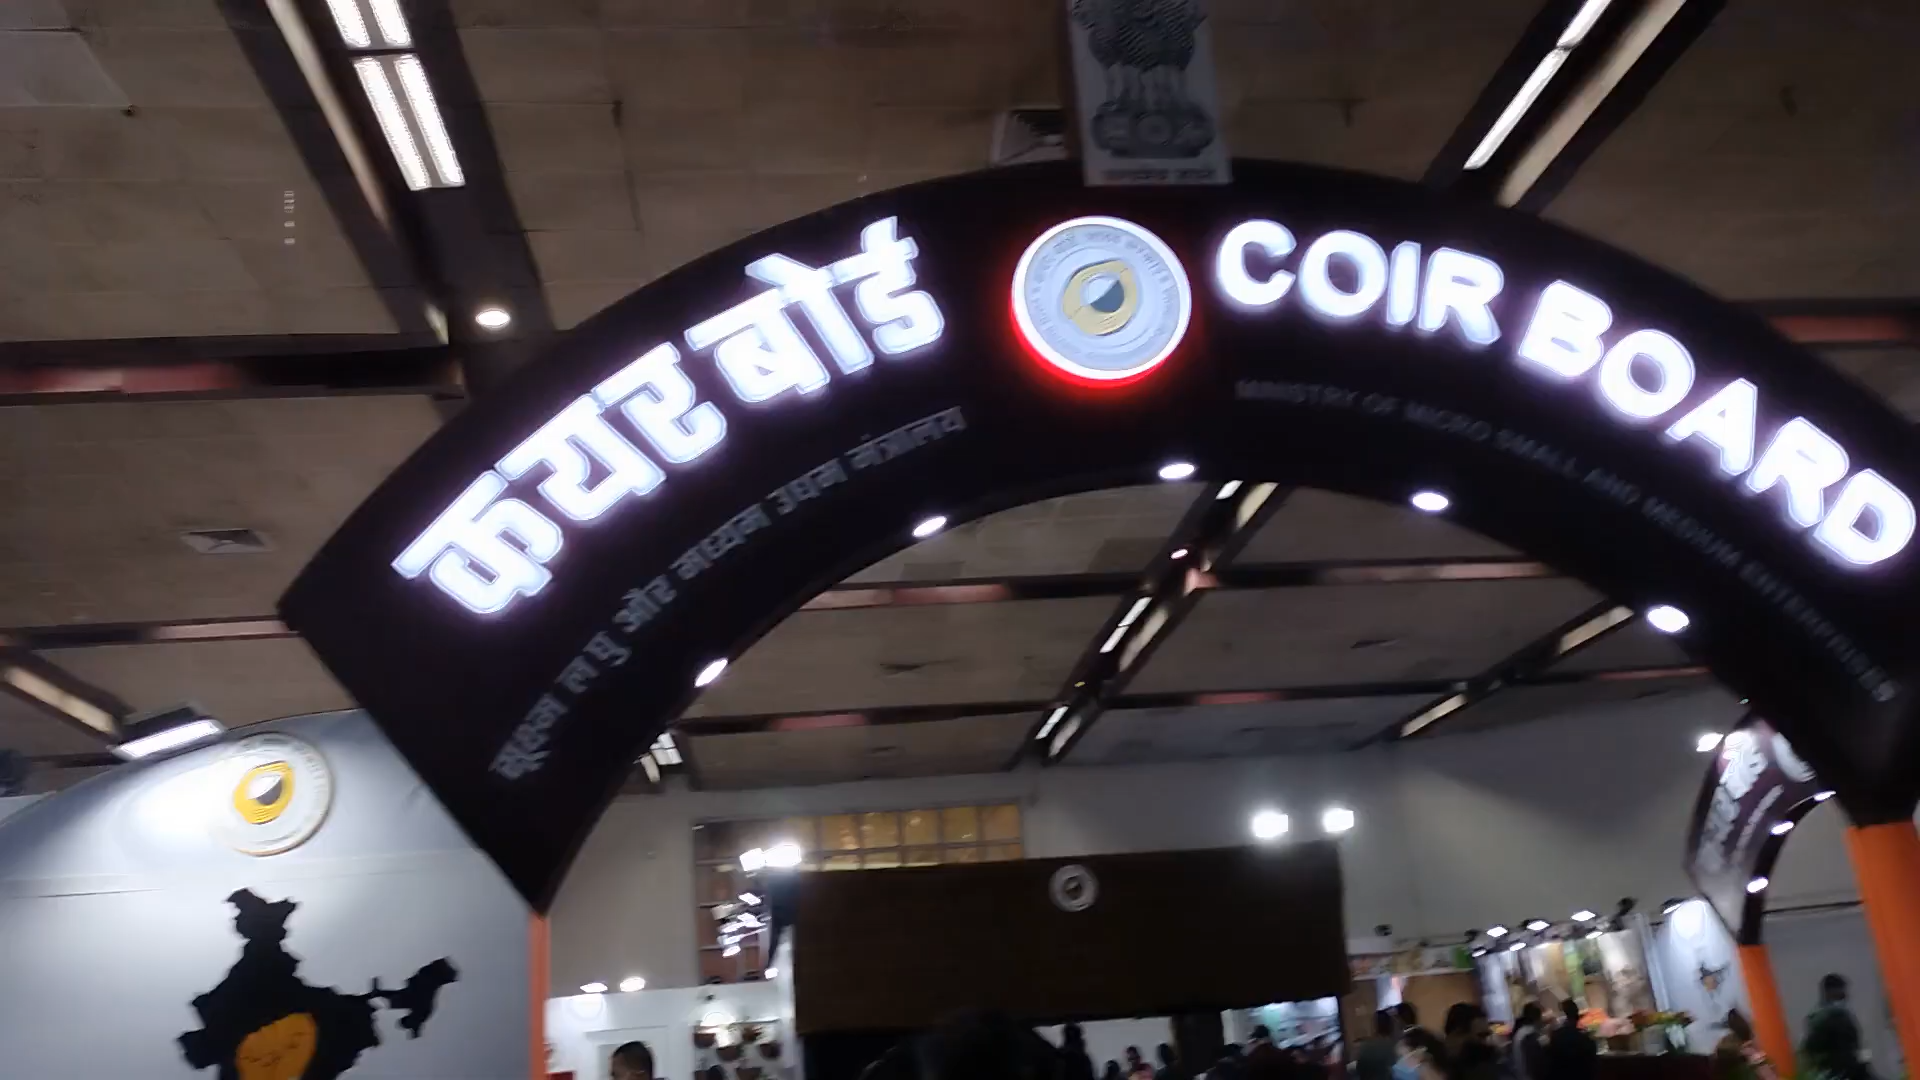 कयर बोर्ड
COIR BOARD
सूक्ष्म लघु और मध्यम उद्यम मंत्रालय
MINISTRY OF MICRO SMALL AND MEDIUM ENTERPRISES